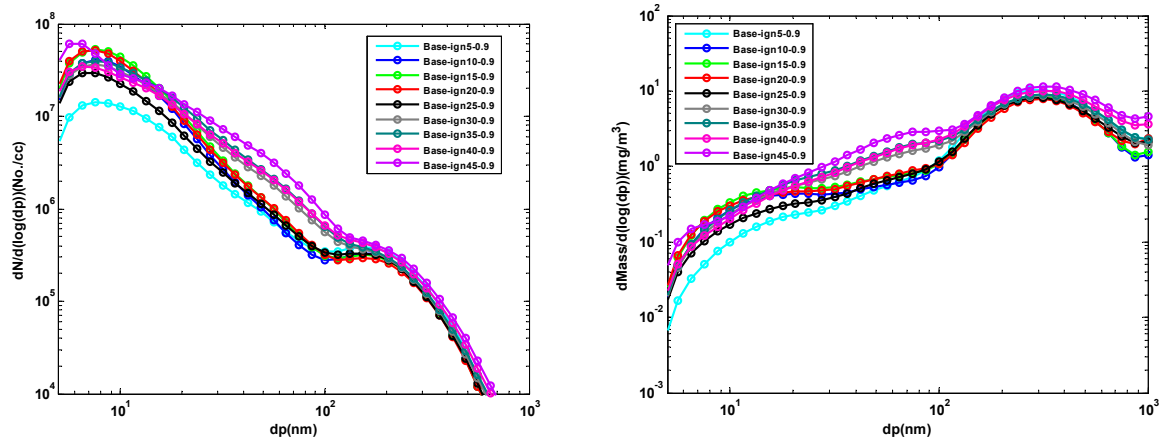 10^8
10^7
10^6
10^5
10^4
dN/d(log(dp)(No./cc)
10^1
10^2
10^3
dp(nm)
Base-ign5-0.9
Base-ign10-0.9
Base-ign15-0.9
Base-ign20-0.9
Base-ign25-0.9
Base-ign30-0.9
Base-ign35-0.9
Base-ign40-0.9
Base-ign45-0.9
10^2
10^1
10^0
10^-1
10^-2
10^-3
dMass/d(log(dp))(mg/m^3)
10^1
10^2
10^3
dp(nm)
Base-ign5-0.9
Base-ign10-0.9
Base-ign15-0.9
Base-ign20-0.9
Base-ign25-0.9
Base-ign30-0.9
Base-ign35-0.9
Base-ign40-0.9
Base-ign45-0.9